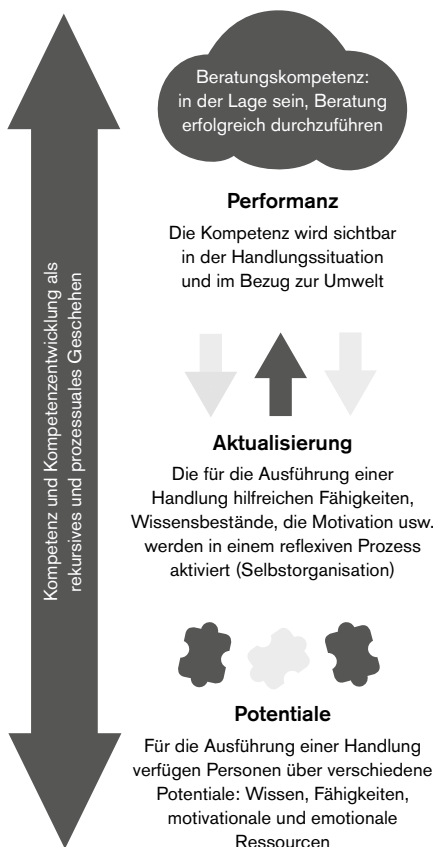 Beratungskompetenz:
in der Lage sein, Beratung
erfolgreich durchzuführen
Performanz
Die Kompetenz wird sichtbar
in der Handlungssituation
und im Bezug zur Umwelt
Kompetenz und Kompetenzentwicklung als
rekursives und prozessuales Geschehen
Aktualisierung
Die für die Ausführung einer
Handlung hilfreichen Fähigkeiten,
Wissensbestände, die Motivation usw.
werden in einem reflexiven Prozess
aktiviert (Selbstorganisation)
Potentiale
Für die Ausführung einer Handlung
verfügen Personen über verschiedene
Potentiale: Wissen, Fähigkeiten,
motivationale und emotionale
Ressourcen